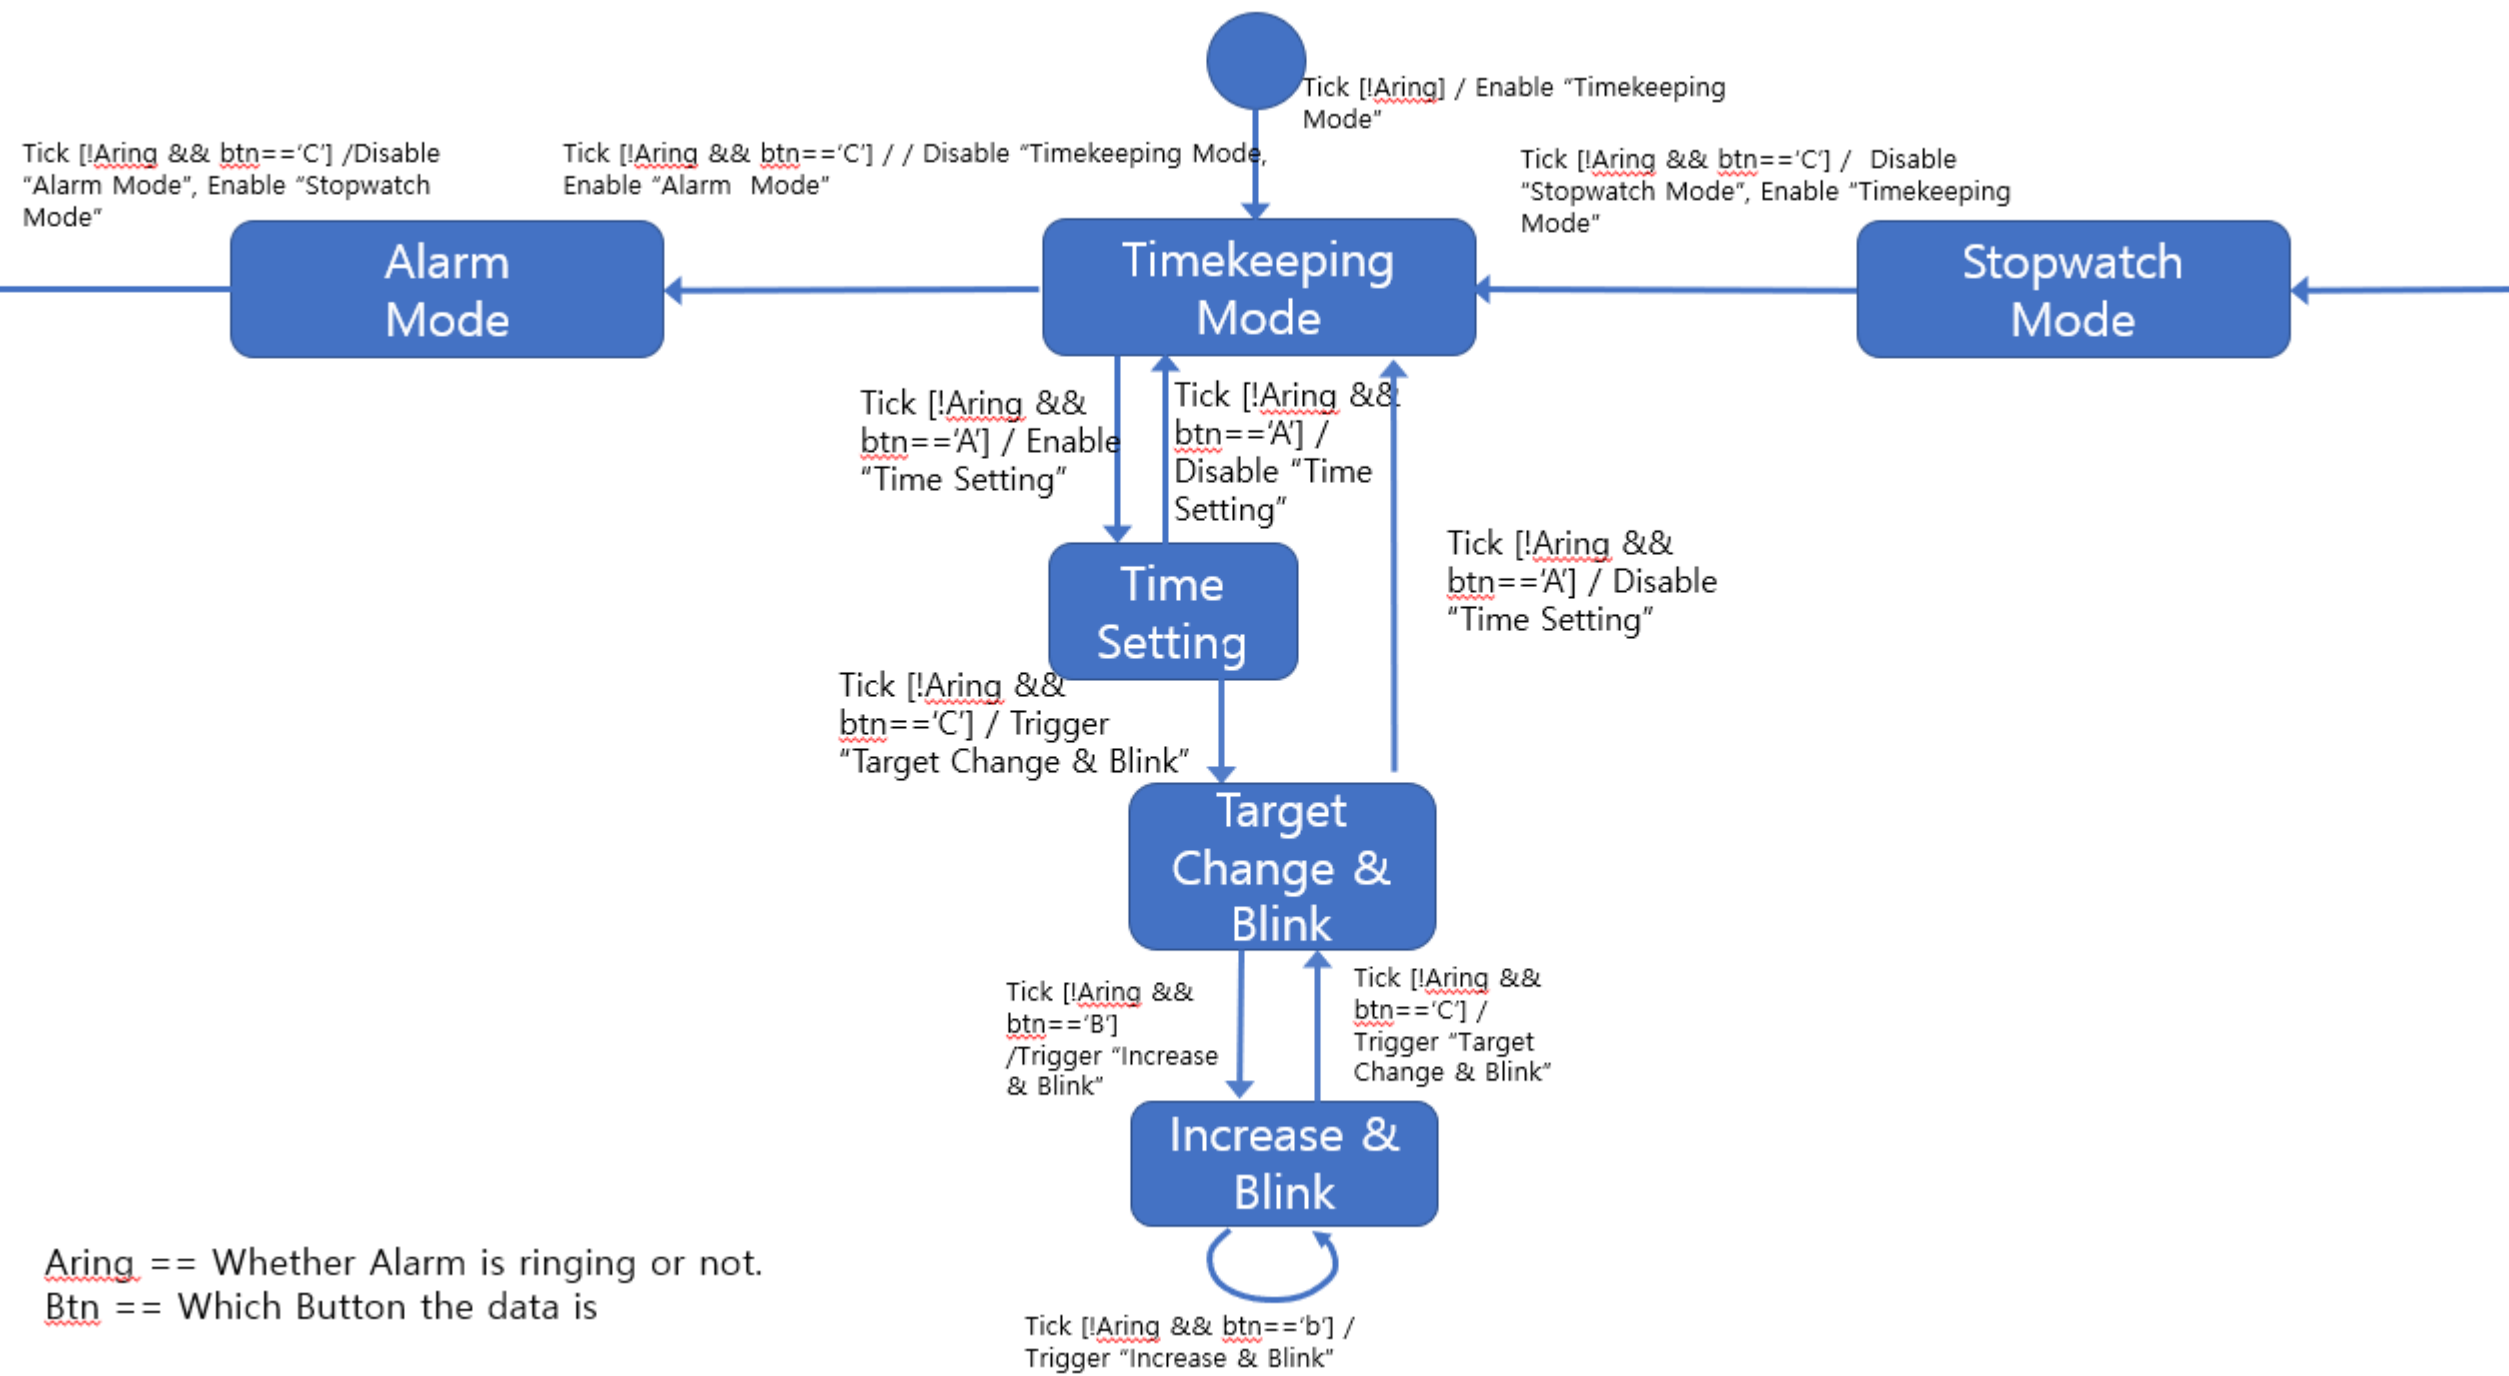 Tick [!Aring] / Enable “Timekeeping
Mode”
Tick [!Aring && btn==‘C’] /Disable
“Alarm Mode”, Enable “Stopwatch
Mode”
Tick [!Aring && btn==‘C’] / / Disable “Timekeeping Mode,
Enable “Alarm  Mode”
Tick [!Aring && btn==‘C’] /  Disable
“Stopwatch Mode”, Enable “Timekeeping
Mode”
Alarm
Mode
Timekeeping
Mode
Stopwatch
Mode
Tick [!Aring &&
btn==‘A’] / Enable
“Time Setting”
Tick [!Aring &&
btn==‘A’] /
Disable “Time
Setting”
Tick [!Aring &&
btn==‘A’] / Disable
“Time Setting”
Time
Setting
Tick [!Aring &&
btn==‘C’] / Trigger
“Target Change & Blink”
Target
Change &
Blink
Tick [!Aring &&
btn==‘B’]
/Trigger “Increase
& Blink”
Tick [!Aring &&
btn==‘C’] /
Trigger “Target
Change & Blink”
Increase &
Blink
Tick [!Aring && btn==‘b’] /
Trigger “Increase & Blink”
Aring == Whether Alarm is ringing or not.
Btn == Which Button the data is